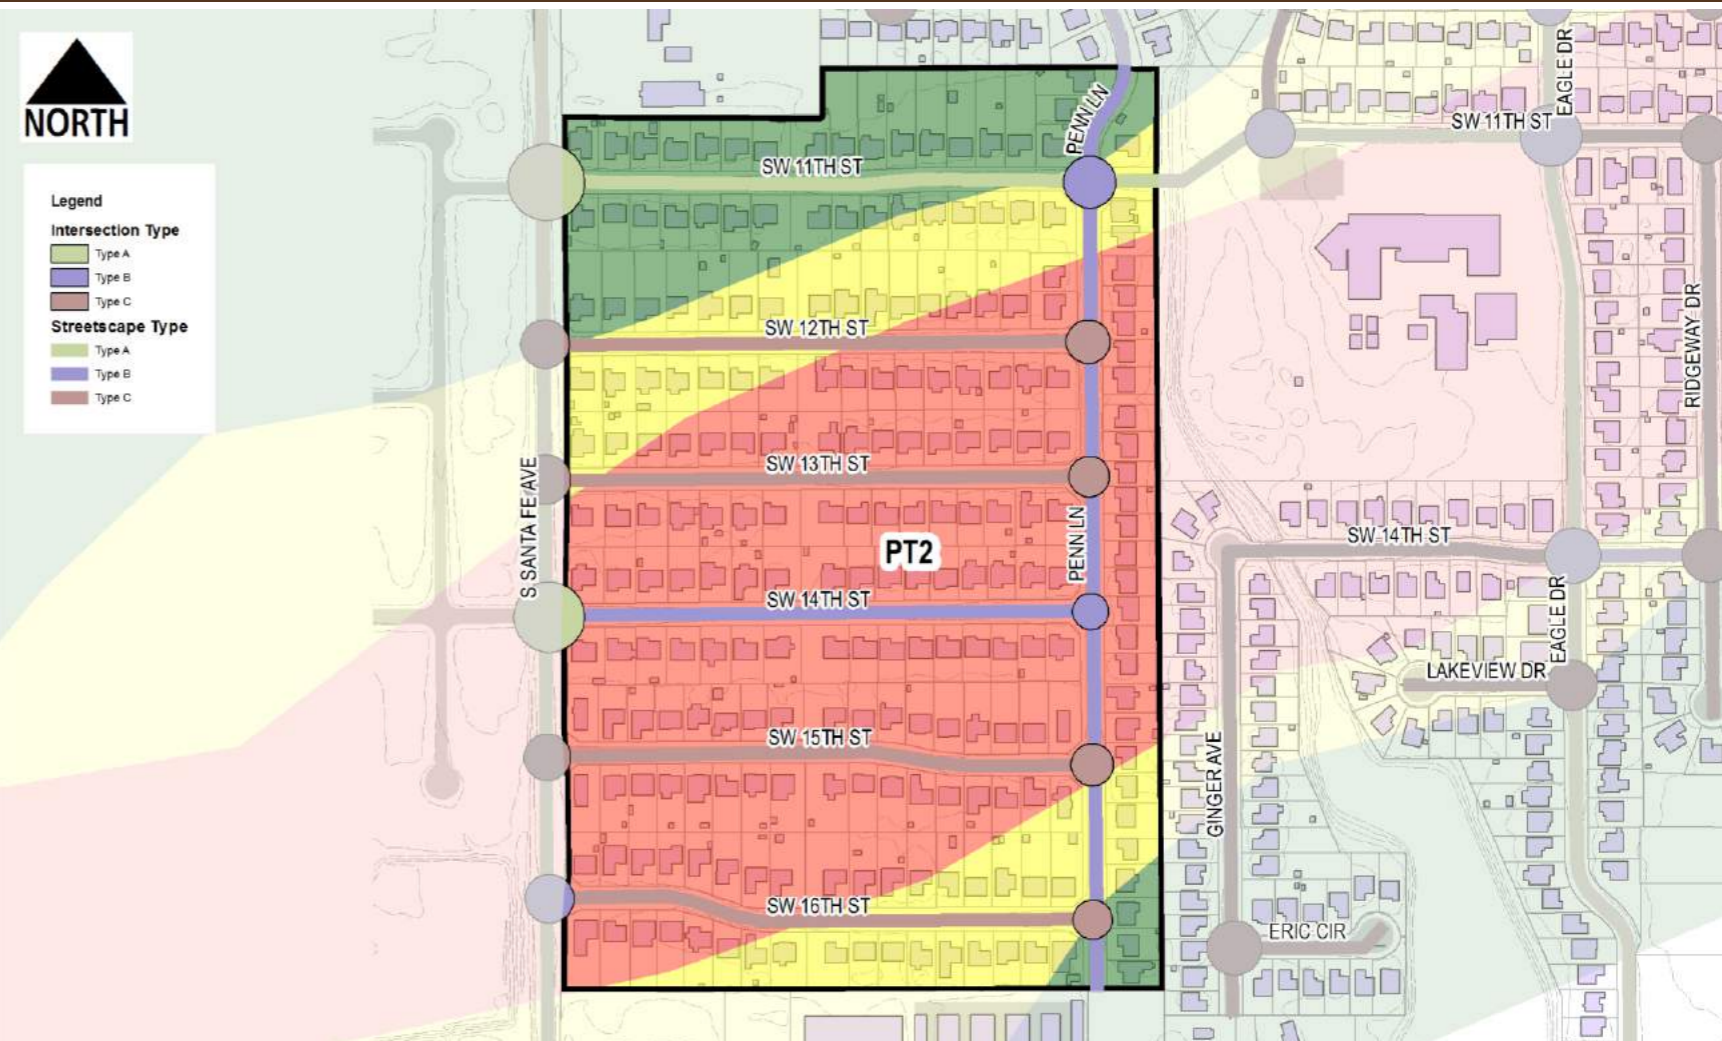 NORTH
Legend
Intersection Type
Type A
Type B
Type C
Streetscape Type
Type A
Type B
Type C
PENN LN
EAGLE DR
SW 11TH ST
SW 11TH ST
SW 12TH ST
RIDGEWAY DR
SW 13TH ST
S SANTA FE AVE
PT2
PENN LN
SW 14TH ST
SW 14TH ST
EAGLE DR
LAKEVIEW DR
SW 15TH ST
GINGER AVE
SW 16TH ST
ERIC CIR